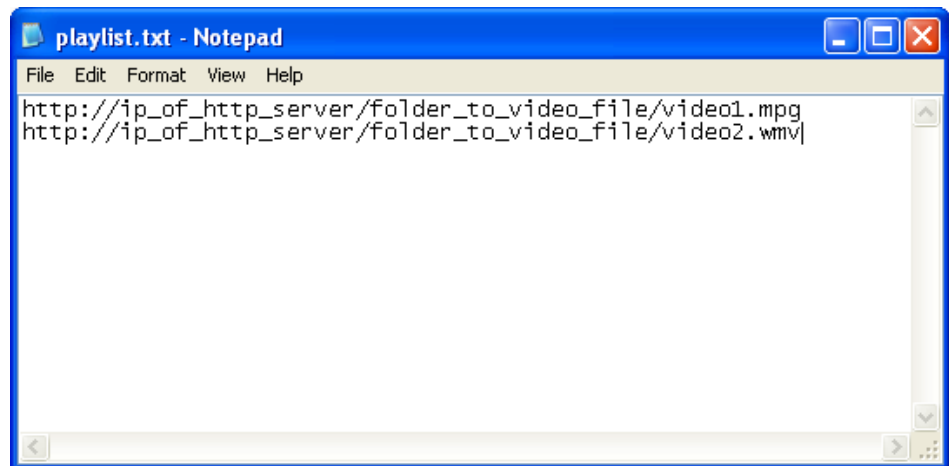 playlist.txt - Notepad
File Edit Format View Help
http://ip_of_http_server/folder_to_video_file/video1.mpg
http://ip_of_http_server/folder_to_video_file/video2.wmv